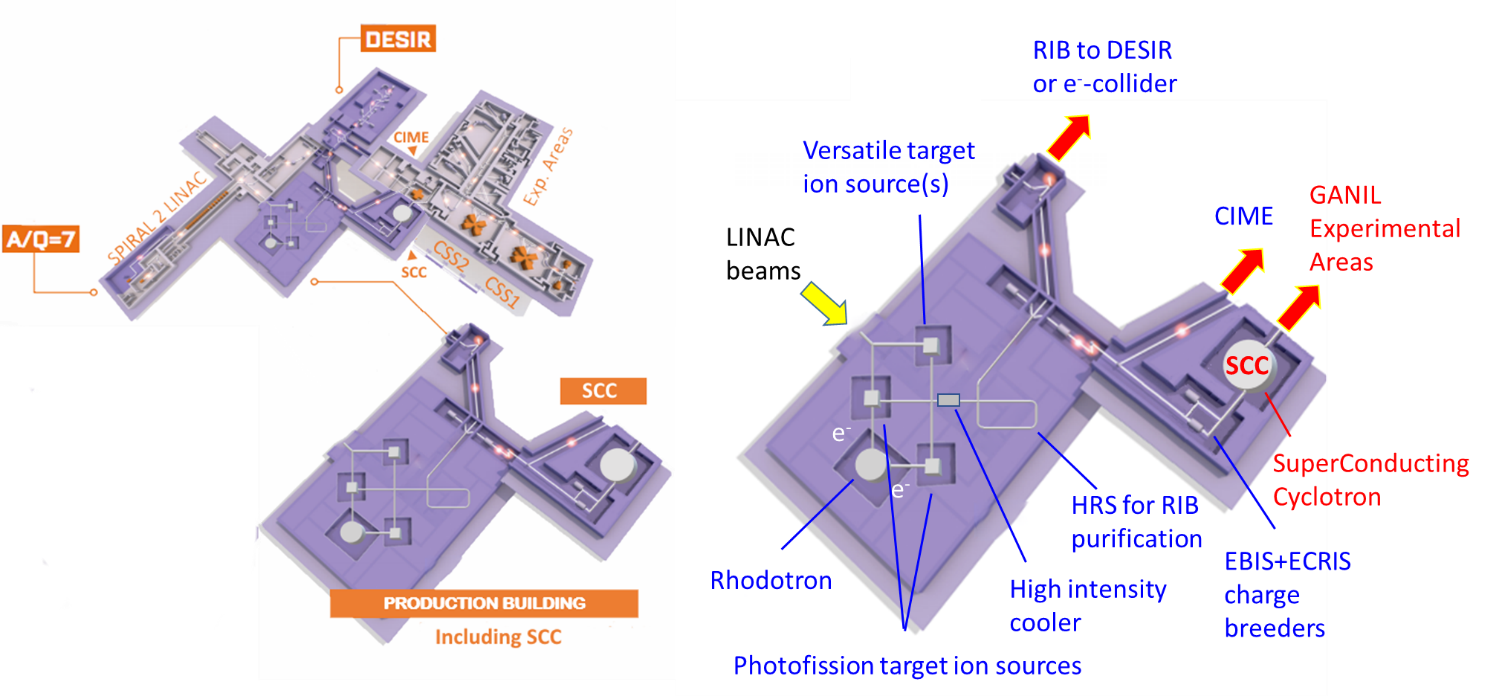 DESIR
CIME
Exp. Areas
SPIRAL 2 LINAC
A/Q=7
SCC
CSS2
CSS1
SCC
PRODUCTION BUILDING
Including SCC
RIB to DESIR
or e⁻-collider
Versatile target
ion source(s)
LINAC
beams
CIME
GANIL
Experimental
Areas
SCC
e⁻
e⁻
SuperConducting
Cyclotron
HRS for RIB
purification
Rhodotron
High intensity
cooler
EBIS+ECRIS
charge
breeders
Photofission target ion sources